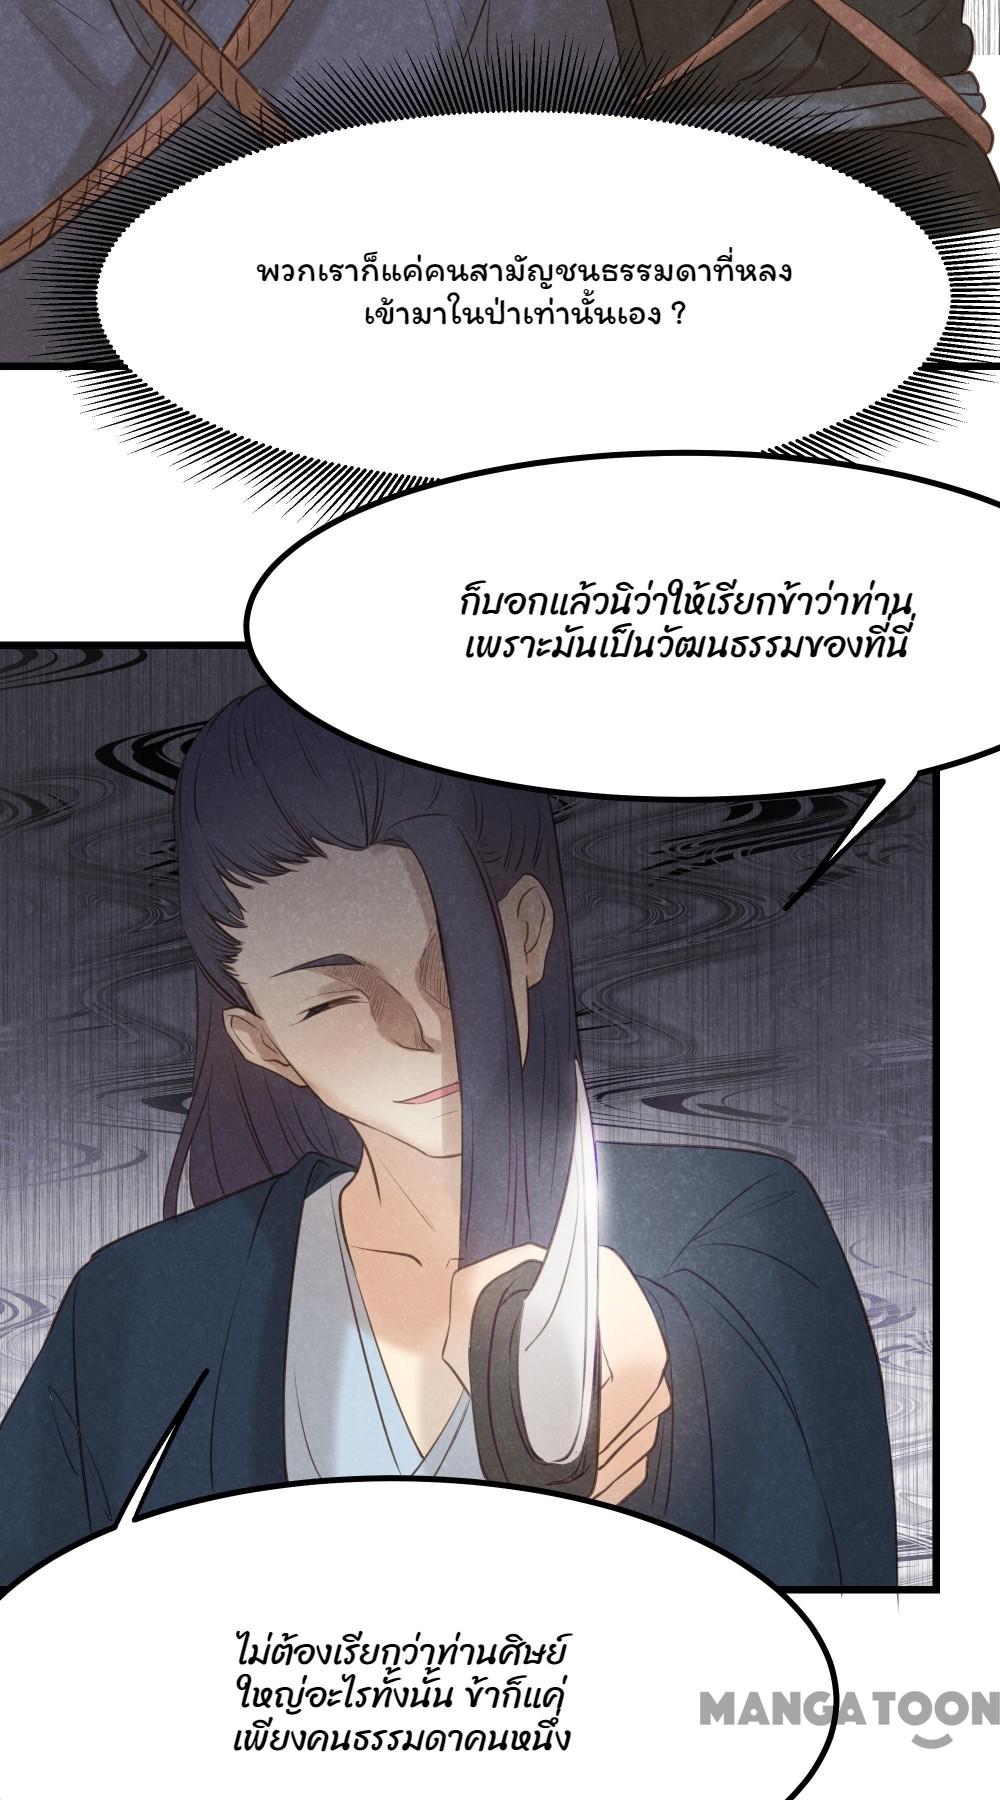 พวกเราก็แค่คนสามัญชนธรรมดาที่หลง
เข้ามาในป่าเท่านั้นเอง ?
ก็บอกแล้วนิว่าให้เรียกข้าว่าท่าน
เพราะมันเป็นวัฒนธรรมของที่นี่
ไม่ต้องเรียกว่าท่านศิษย์
ใหญ่อะไรทั้งนั้น ข้าก็แค่
เพียงคนธรรมดาคนหนึ่ง
MANGATOON